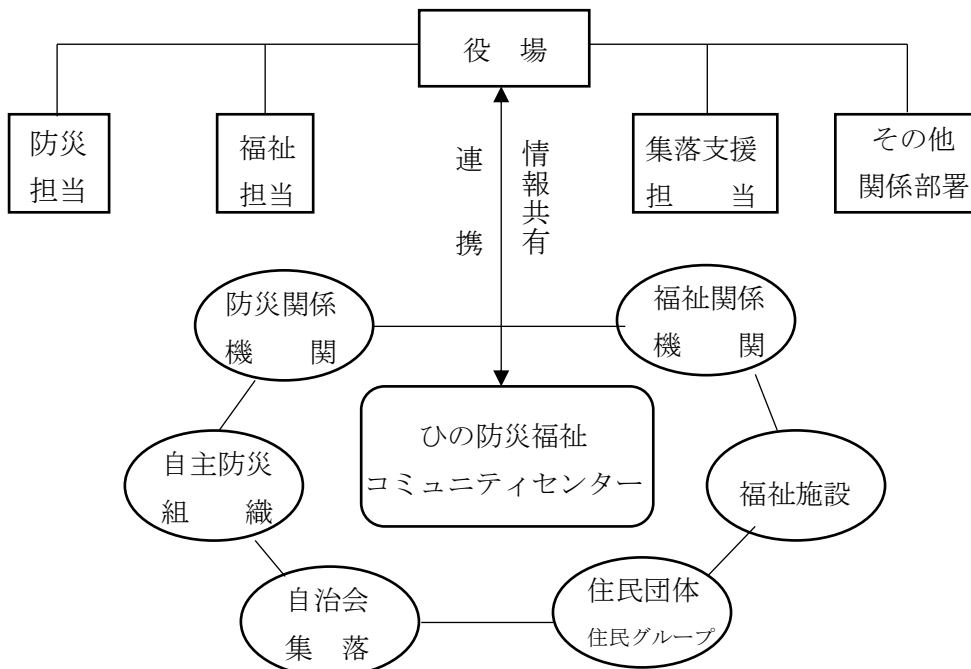 役　場
防災
担当
福祉
担当
連　携
情報共有
集落支援
担　　当
その他
関係部署
防災関係
機　　関
福祉関係
機　　関
ひの防災福祉
コミュニティセンター
自主防災
組　　織
福祉施設
自治会
集　落
住民団体
住民グループ